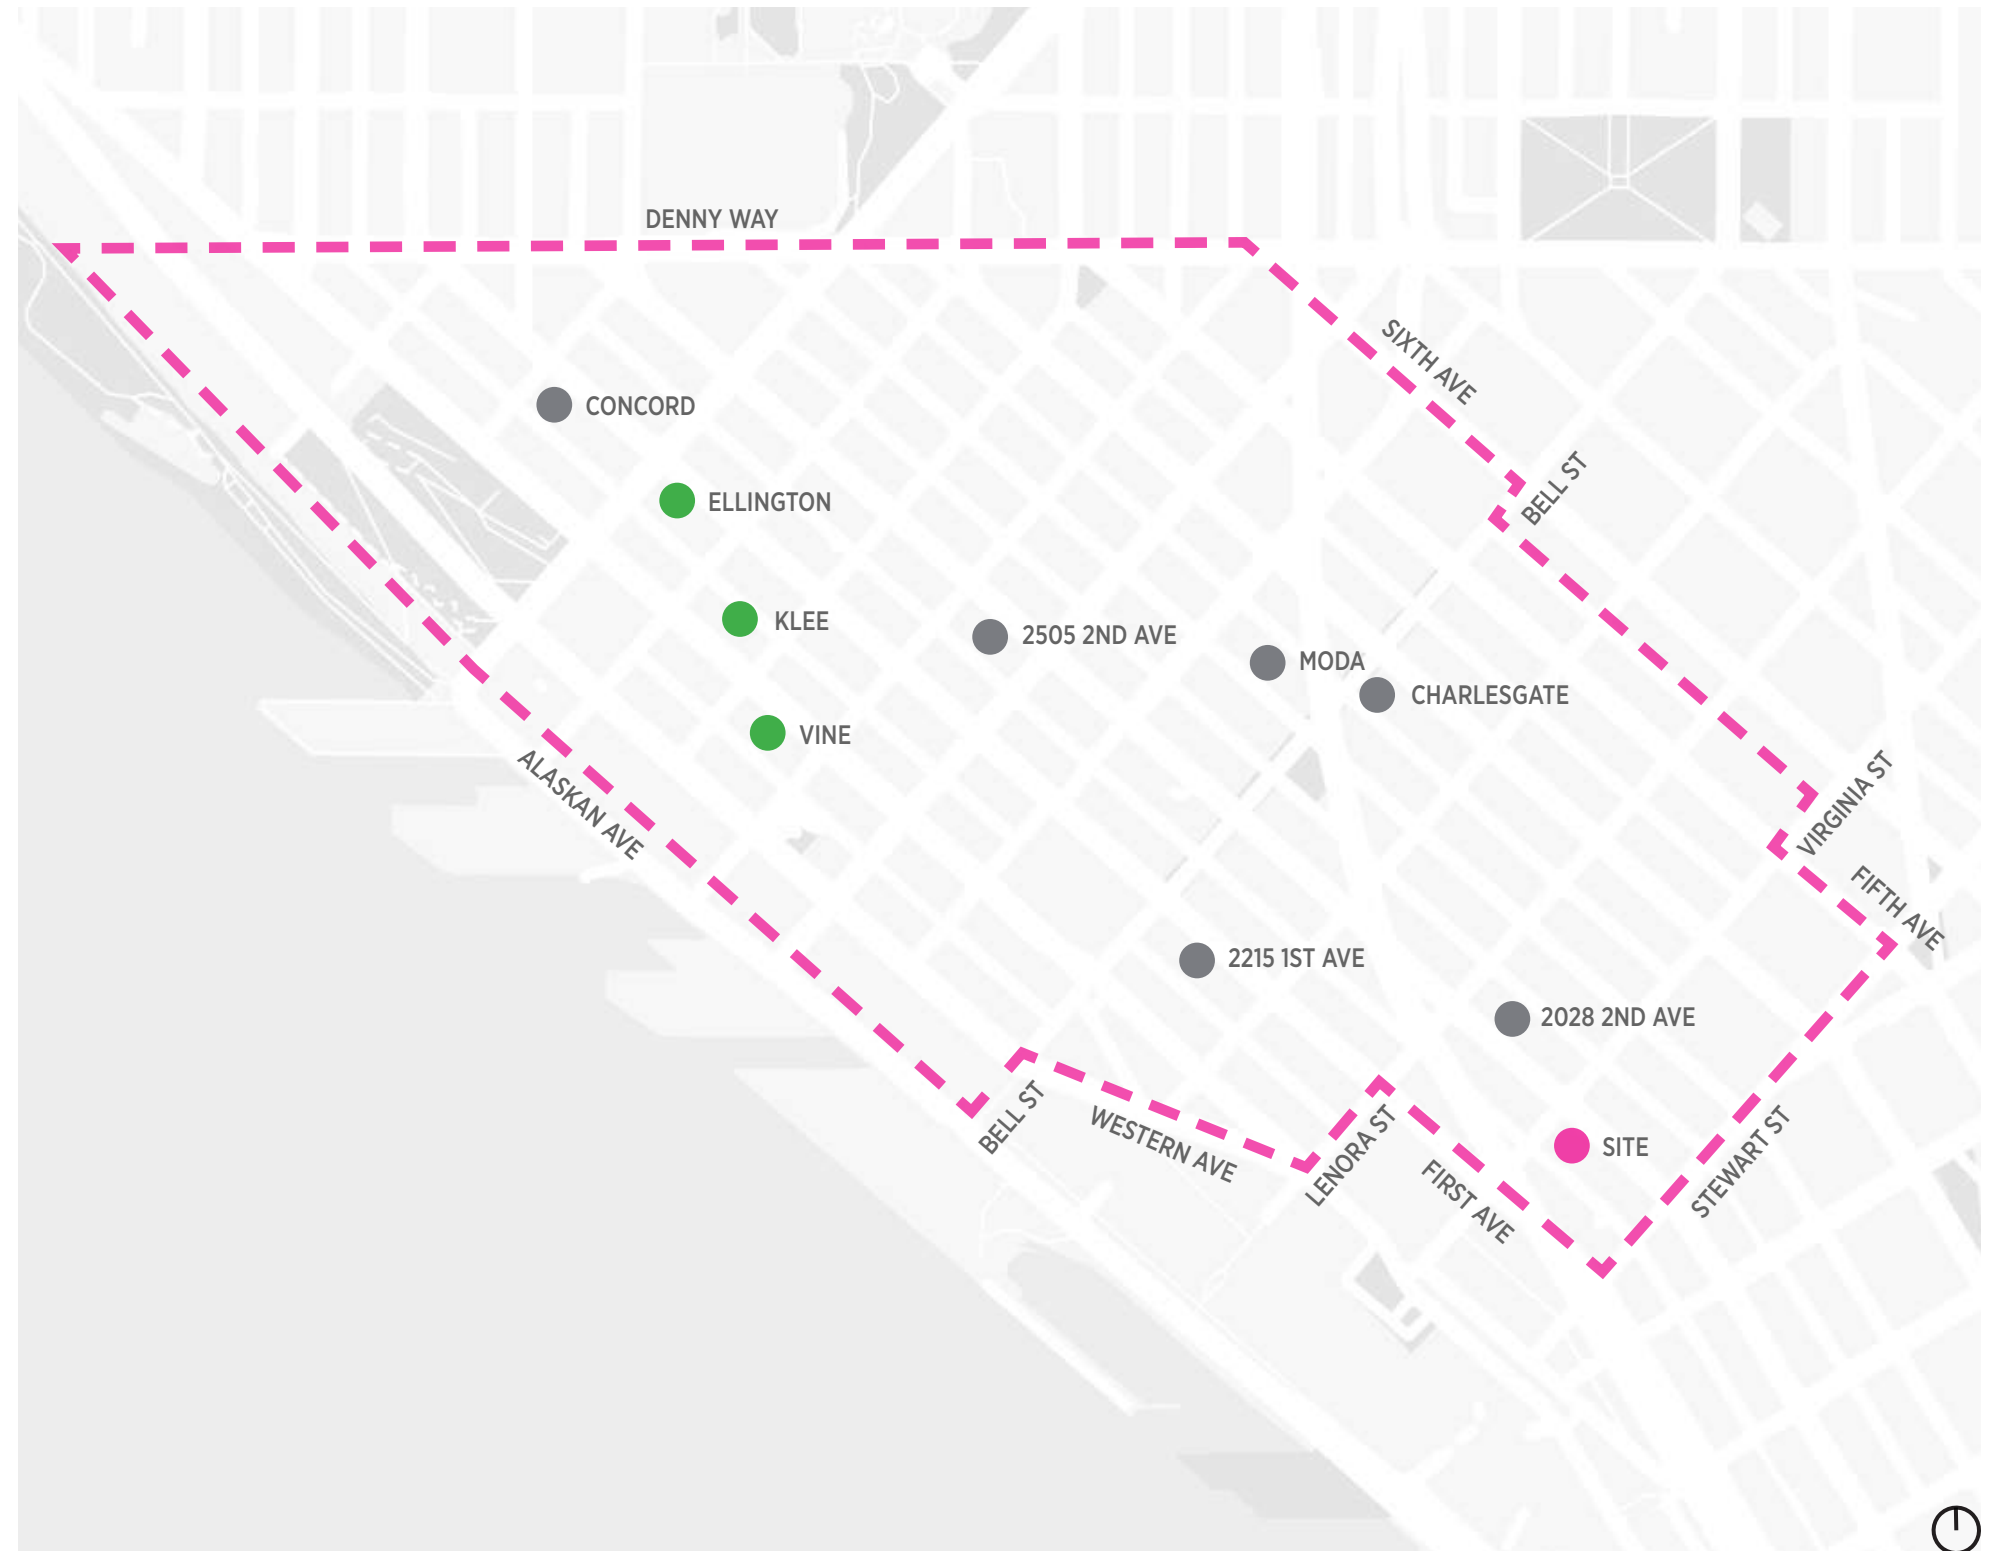 DENNY WAY
SIXTH AVE
CONCORD
BELL ST
ELLINGTON
KLEE
2505 2ND AVE
MODA
CHARLESGATE
VINE
ALASKAN AVE
VIRGINIA ST
FIFTH AVE
2215 1ST AVE
2028 2ND AVE
BELL ST
WESTERN AVE
LENORA ST
FIRST AVE
SITE
STEWART ST